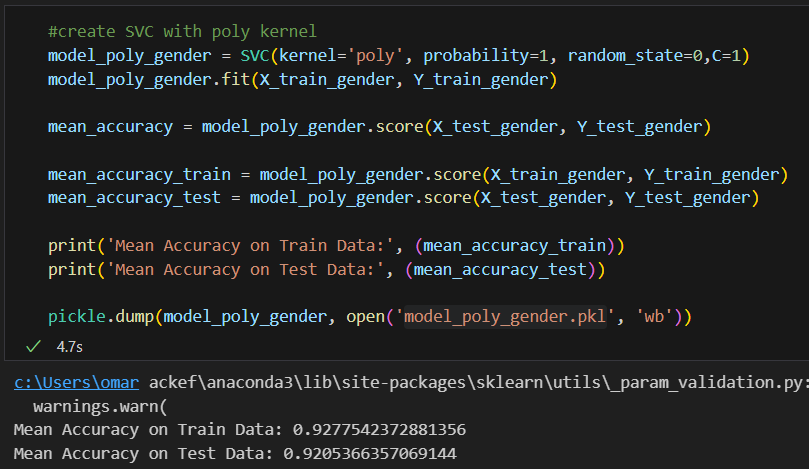 #create SVC with poly kernel
model_poly_gender = SVC(kernel='poly', probability=1, random_state=0,C=1)
model_poly_gender.fit(X_train_gender, Y_train_gender)
mean_accuracy = model_poly_gender.score(X_test_gender, Y_test_gender)
mean_accuracy_train = model_poly_gender.score(X_train_gender, Y_train_gender)
mean_accuracy_test = model_poly_gender.score(X_test_gender, Y_test_gender)
print('Mean Accuracy on Train Data:', (mean_accuracy_train))
print('Mean Accuracy on Test Data:', (mean_accuracy_test))
pickle.dump(model_poly_gender, open('model_poly_gender.pkl', 'wb'))
4.7s
c:\Users\omar ackef\anaconda3\lib\site-packages\sklearn\utils\_param_validation.py:
warnings.warn(
Mean Accuracy on Train Data: 0.9277542372881356
Mean Accuracy on Test Data: 0.9205366357069144